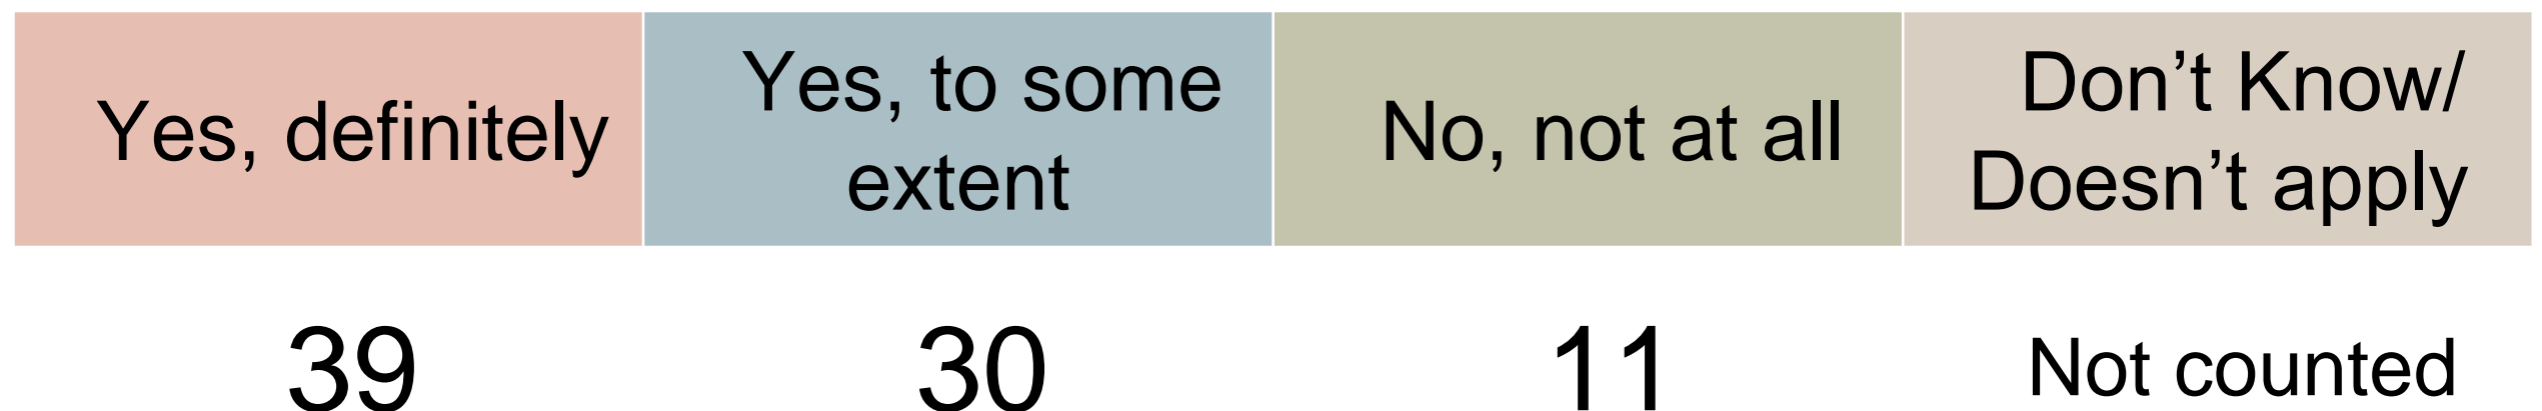 Yes, definitely
Yes, to some
extent
No, not at all
Don’t Know/
Doesn’t apply
39
30
11
Not counted